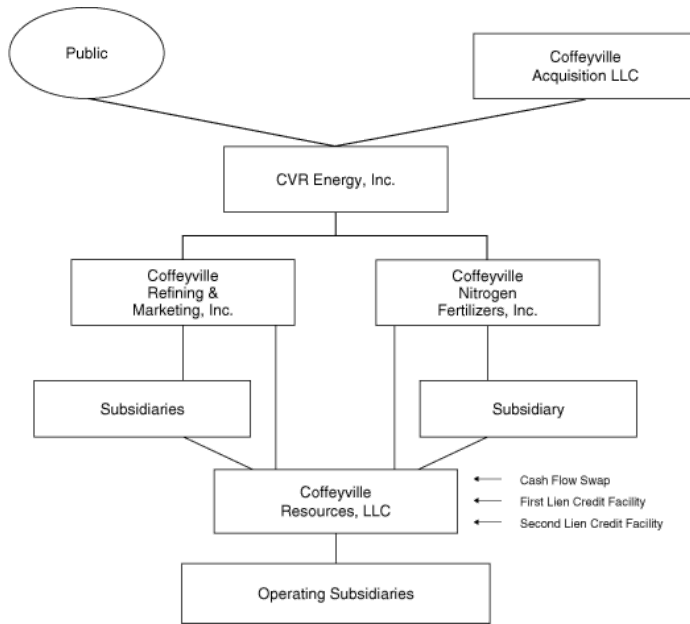 Public
Coffeyville
Acquisition LLC
CVR Energy, Inc.
Coffeyville
Refining &
Marketing, Inc.
Coffeyville
Nitrogen
Fertilizers, Inc.
Subsidiaries
Subsidiary
Coffeyville
Resources, LLC
Cash Flow Swap
First Lien Credit Facility
Second Lien Credit Facility
Operating Subsidiaries